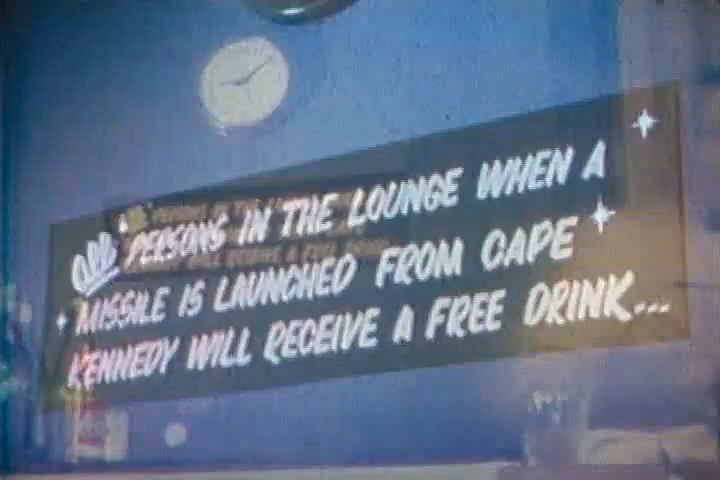 PERSONS IN THE LOUNGE WHEN A
MISSILE IS LAUNCHED FROM CAPE
KENNEDY WILL RECEIVE A FREE DRINK...